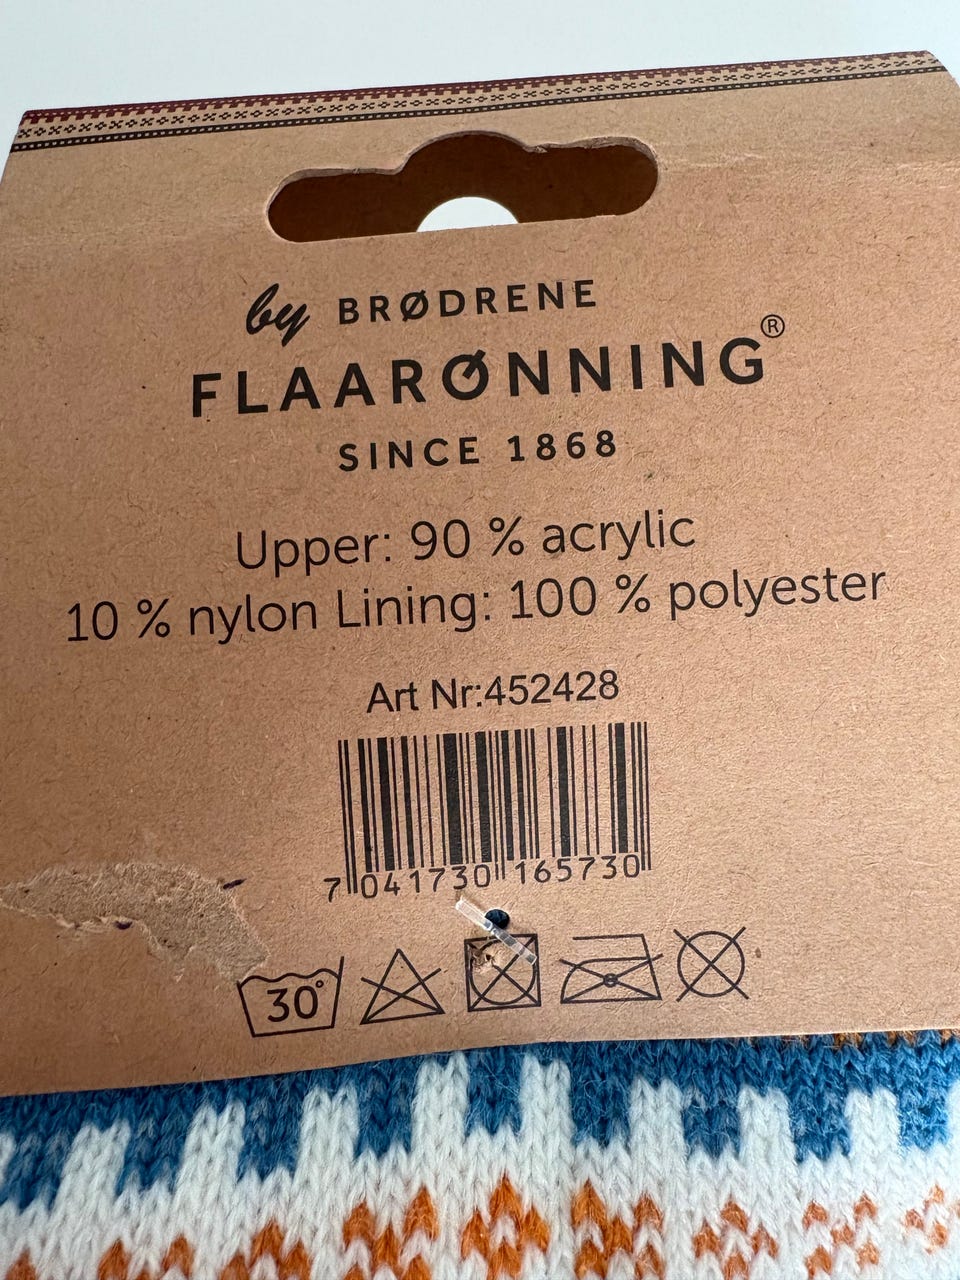 by BRØDRENE
FLAARØNNING®
SINCE 1868
Upper: 90 % acrylic
10 % nylon Lining: 100 % polyester
Art Nr:452428
7 041730 165730
30°